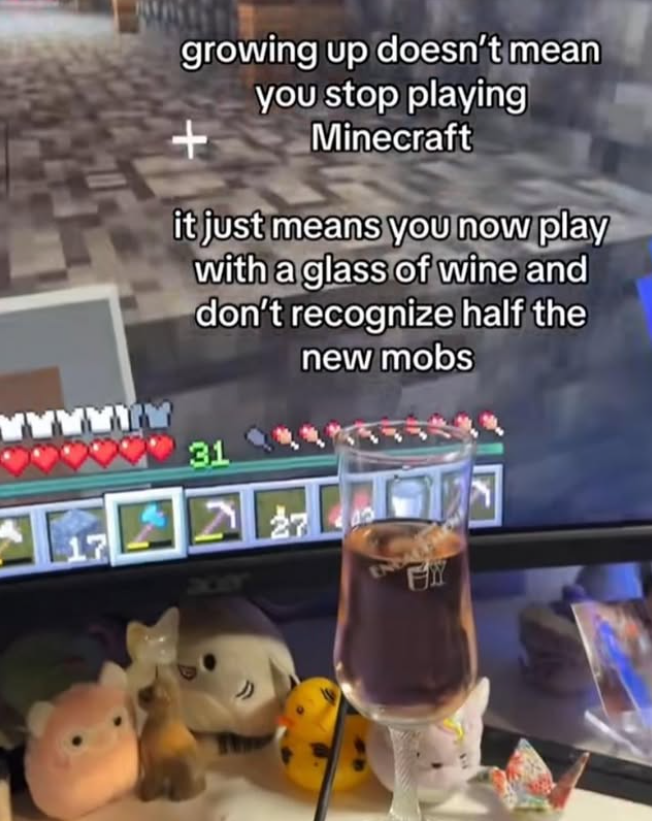 growing up doesn't mean
you stop playing
Minecraft
it just means you now play
with a glass of wine and
don't recognize half the
new mobs
31
17
27
acer